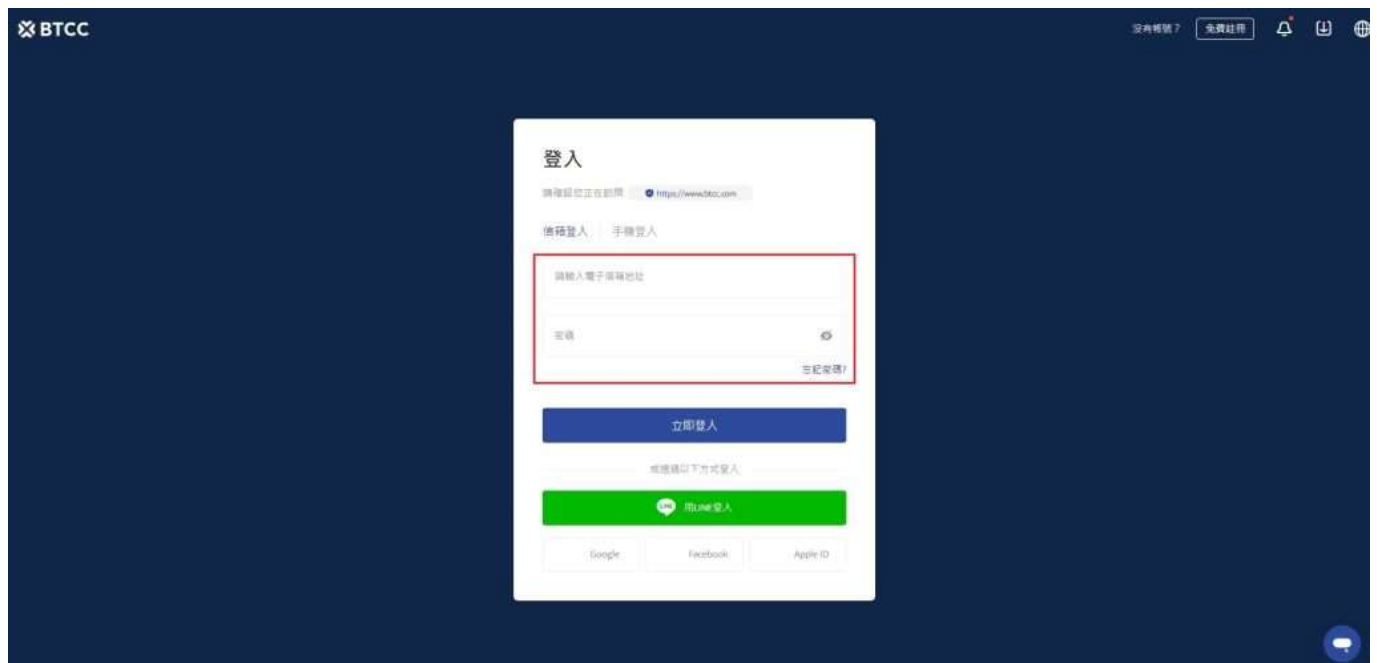 BTCC
沒有帳號？ 免費註冊
登入
請確認您正在訪問 https://www.btcc.com
信箱登入 手機登入
請輸入電子郵箱地址
密碼
忘記密碼?
立即登入
或透過以下方式登入
LINE 用LINE登入
Google Facebook Apple ID